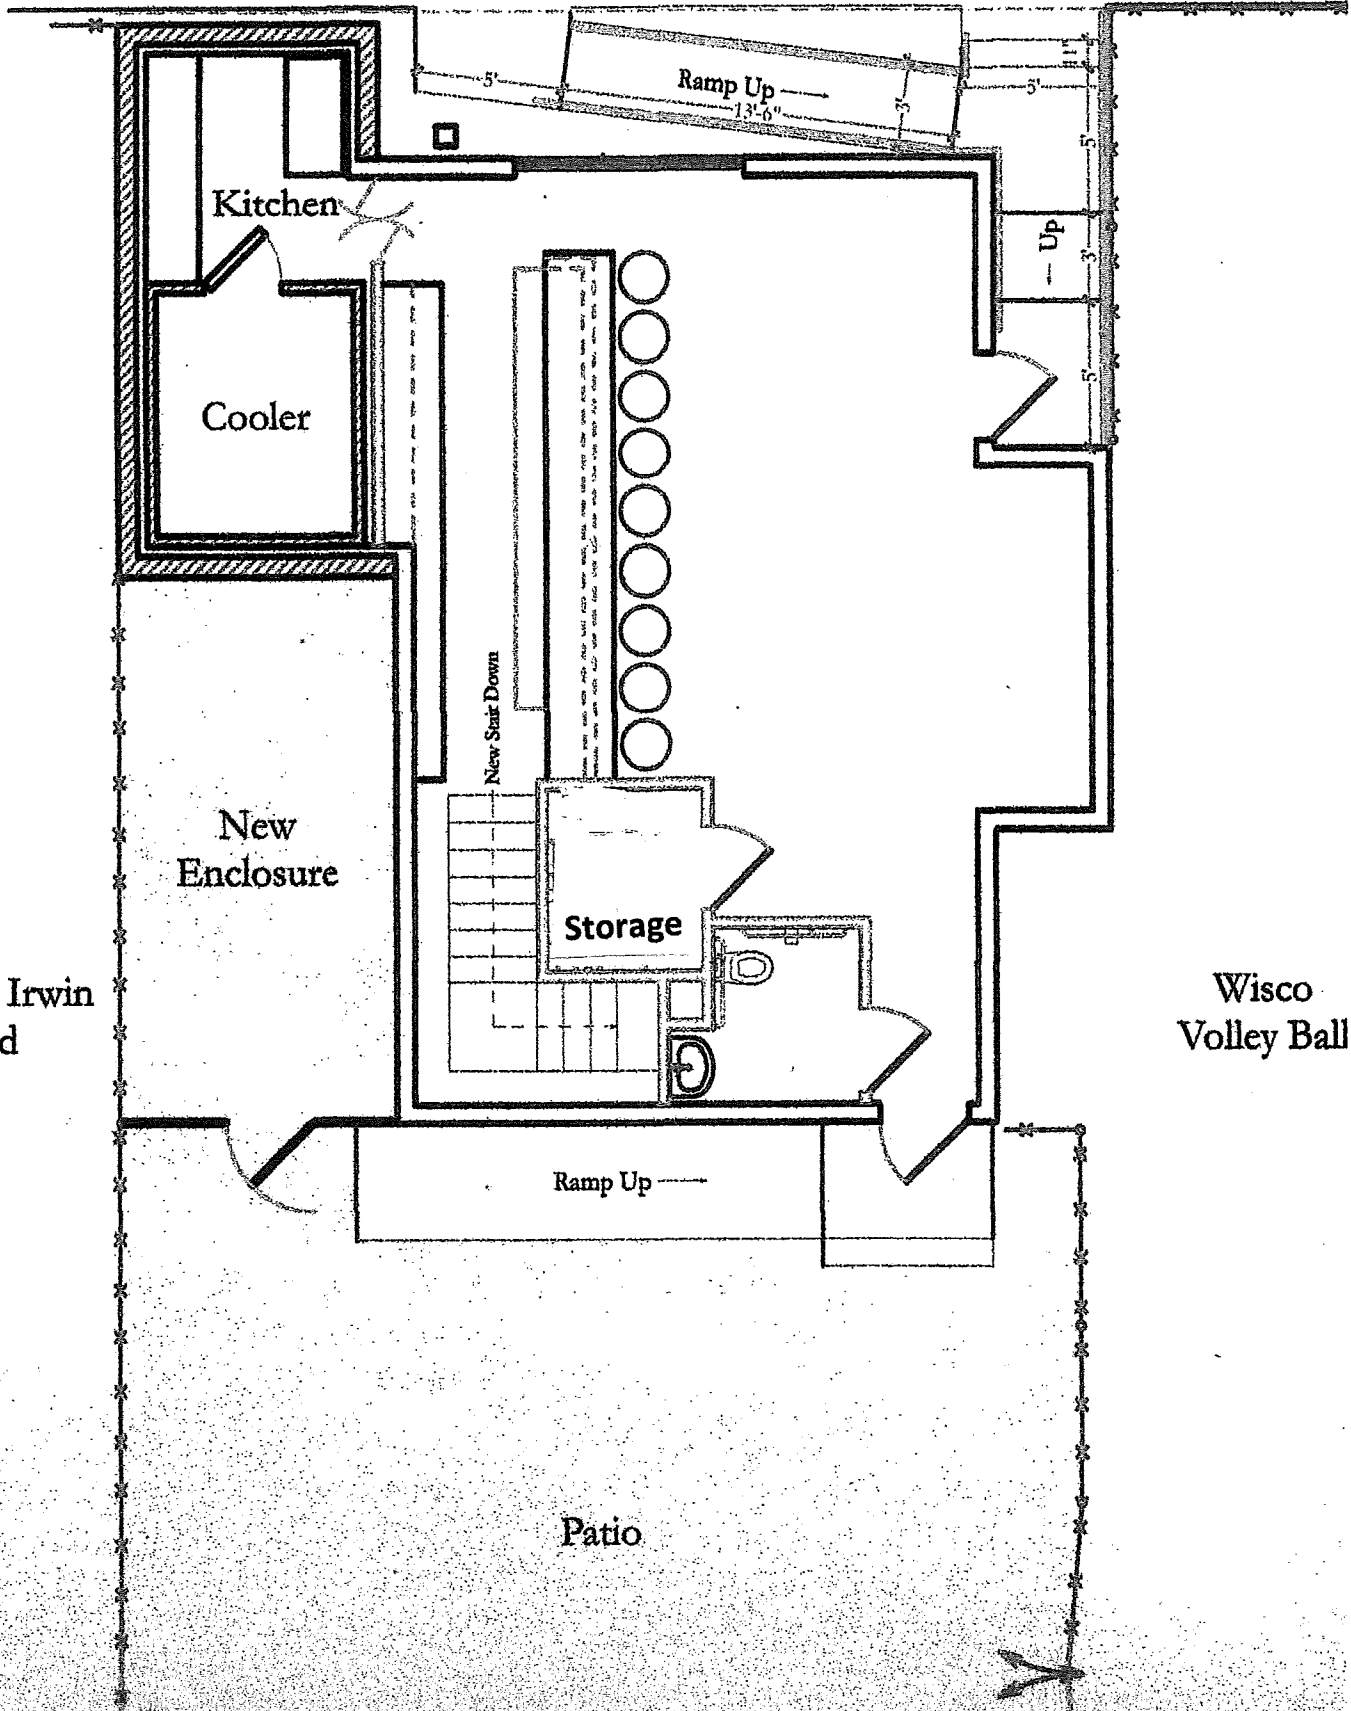 Ramp Up
5'
13'-6"
3'
5'
11"
5'
Kitchen
Up
3'
5'
Cooler
New Stair Down
New
Enclosure
Storage
Irwin
d
Wisco
Volley Ball
Ramp Up
Patio